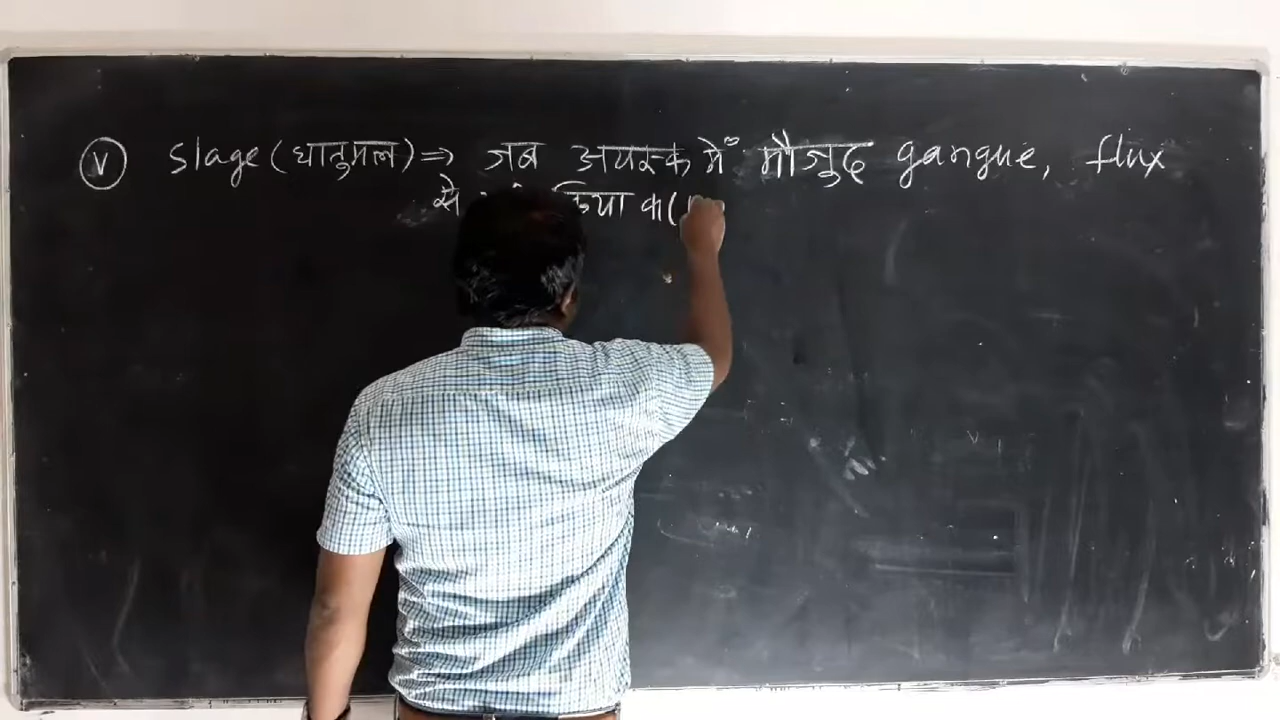 (v) Slage (धातुमल) ⇒ जब अयस्क में मौजुद gangue, flux
से